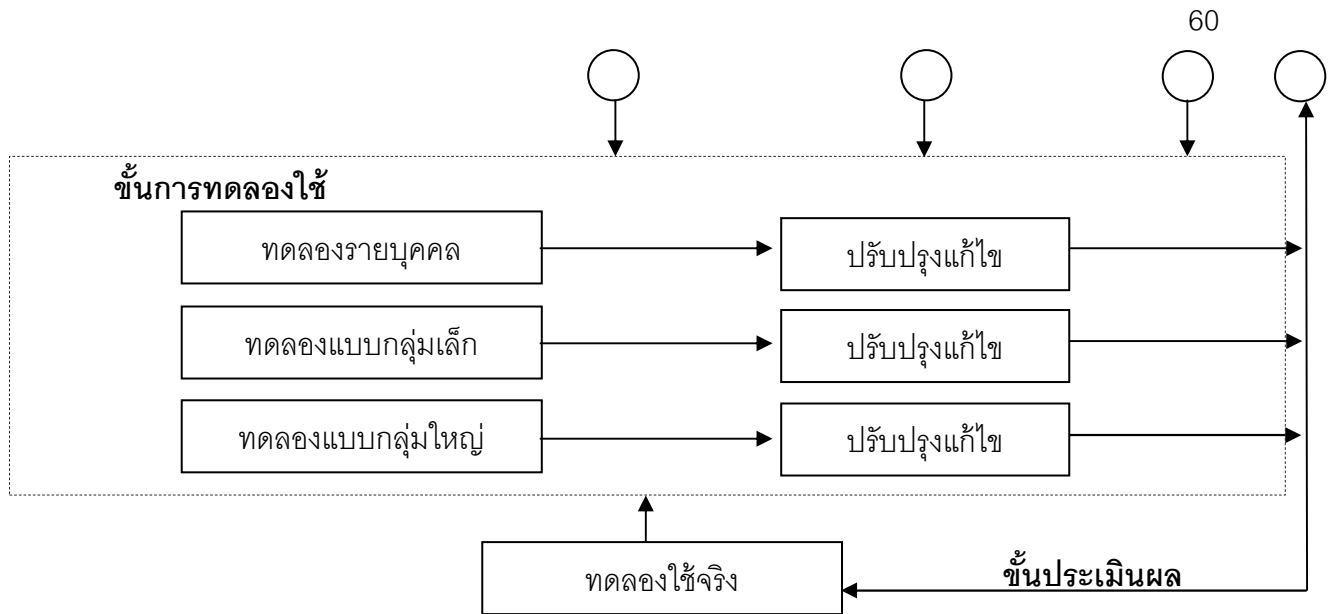 60
ขั้นการทดลองใช้
ทดลองรายบุคคล
ปรับปรุงแก้ไข
ทดลองแบบกลุ่มเล็ก
ปรับปรุงแก้ไข
ทดลองแบบกลุ่มใหญ่
ปรับปรุงแก้ไข
ทดลองใช้จริง
ขั้นประเมินผล